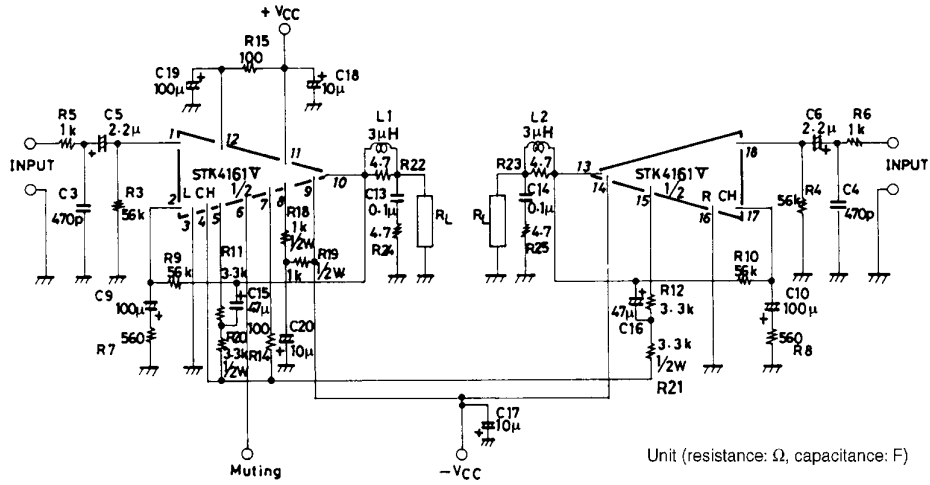 + VCC
R15
100
C19
100μ
C18
10μ
R5
1k
C5
2.2μ
INPUT
C3
470p
R3
56k
1
2
3
4
5
6
7
8
9
10
11
12
L CH
STK4161V
1/2
L1
3μH
4.7
R22
C13
0.1μ
4.7
R24
RL
R18
1k
1/2W
R19
1k
1/2W
R9
56k
R11
3.3k
C15
47μ
100
R14
R20
3.3k
1/2W
C20
10μ
C9
100μ
560
R7
Muting
L2
3μH
R23
4.7
C14
0.1μ
4.7
R25
RL
13
14
15
16
17
18
STK4161V
1/2
R CH
C6
2.2μ
R6
1k
INPUT
R4
56k
C4
470p
R10
56k
C10
100μ
560
R8
R12
3.3k
47μ
C16
3.3k
1/2W
R21
C17
10μ
−VCC
Unit (resistance: Ω, capacitance: F)